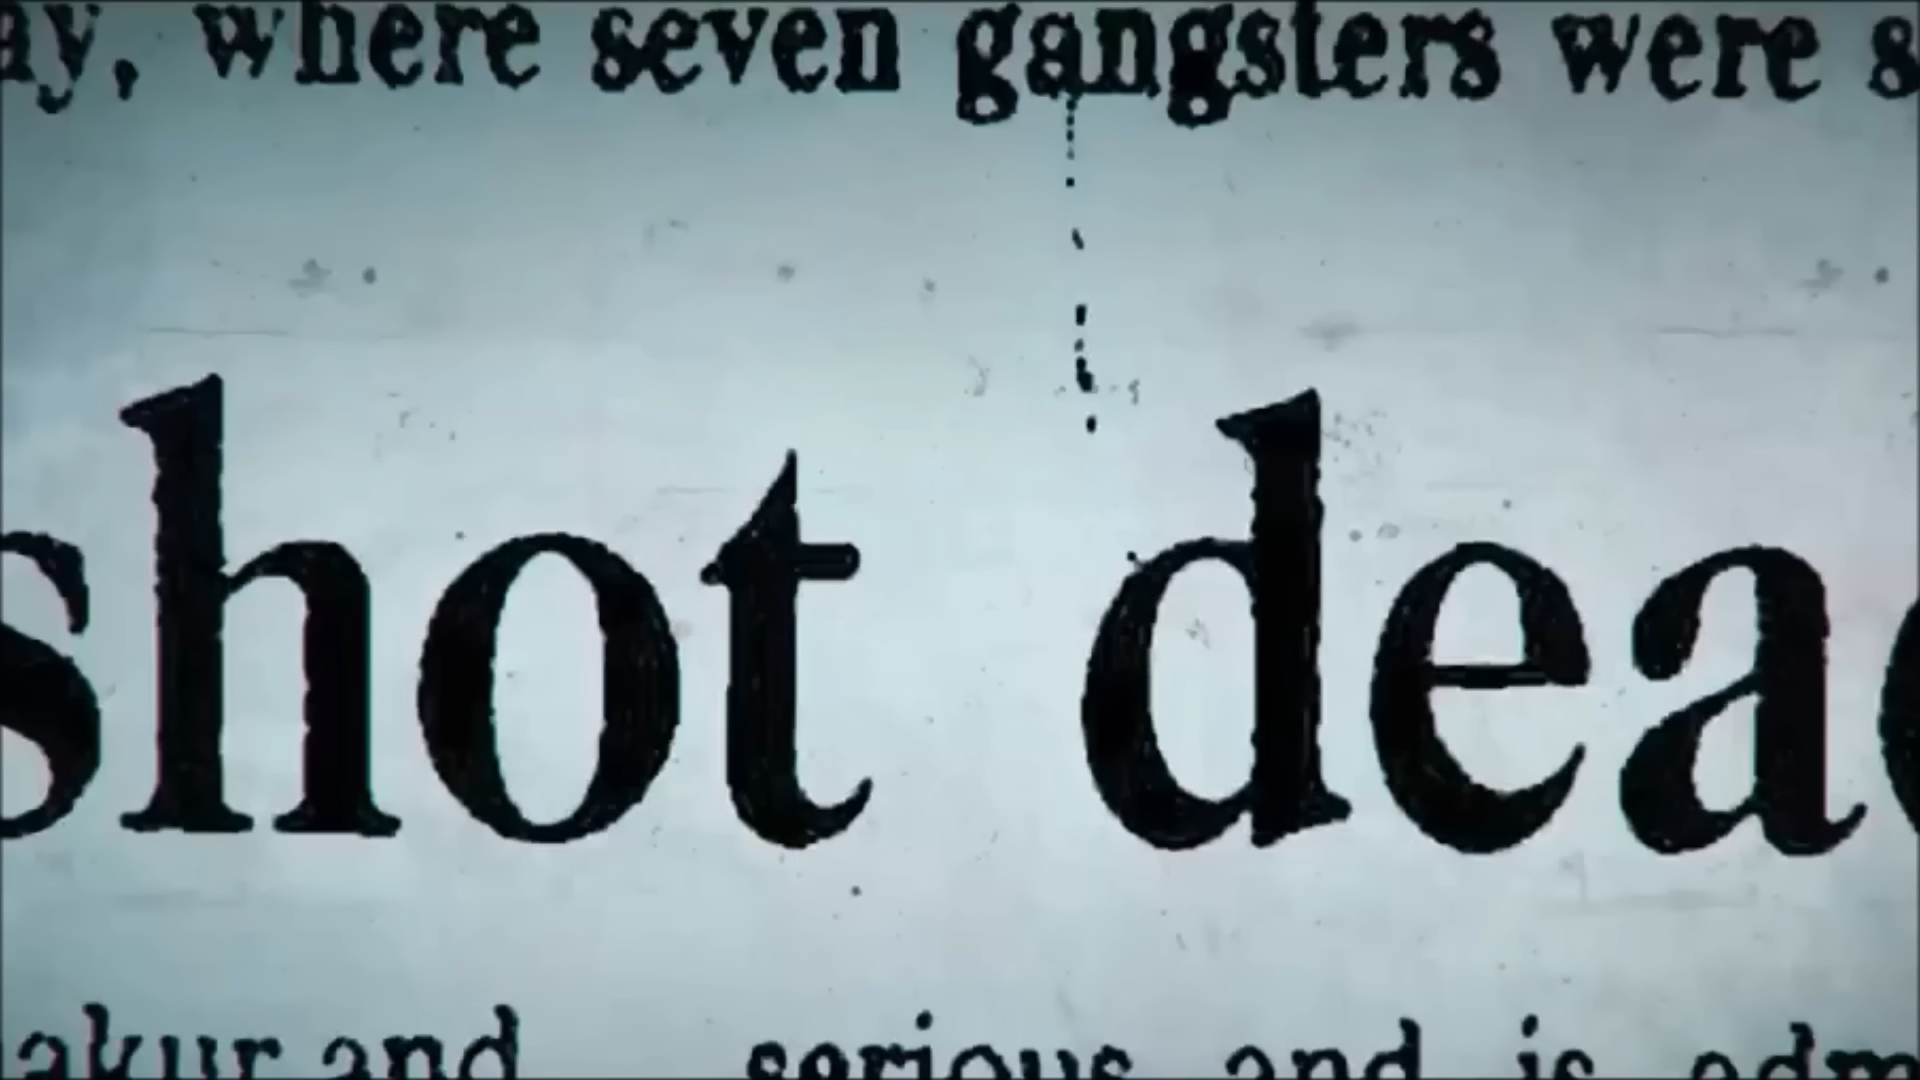 ay, where seven gangsters were s
shot dead
akur and serious and is adm